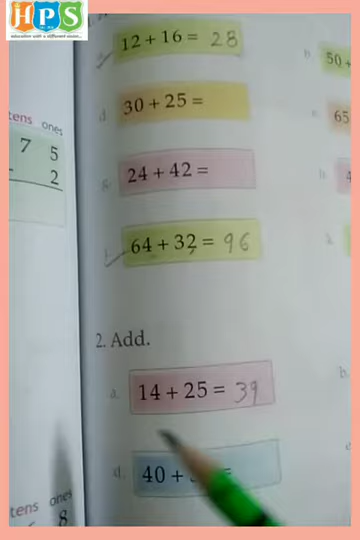 HPS
education with a different vision...
12 + 16 = 28
50 +
d. 30 + 25 =
65
g. 24 + 42 =
h. 4
64 + 32 = 96
2. Add.
a. 14 + 25 = 39
b.
d. 40 +
tens ones
7 5
2
tens ones
8